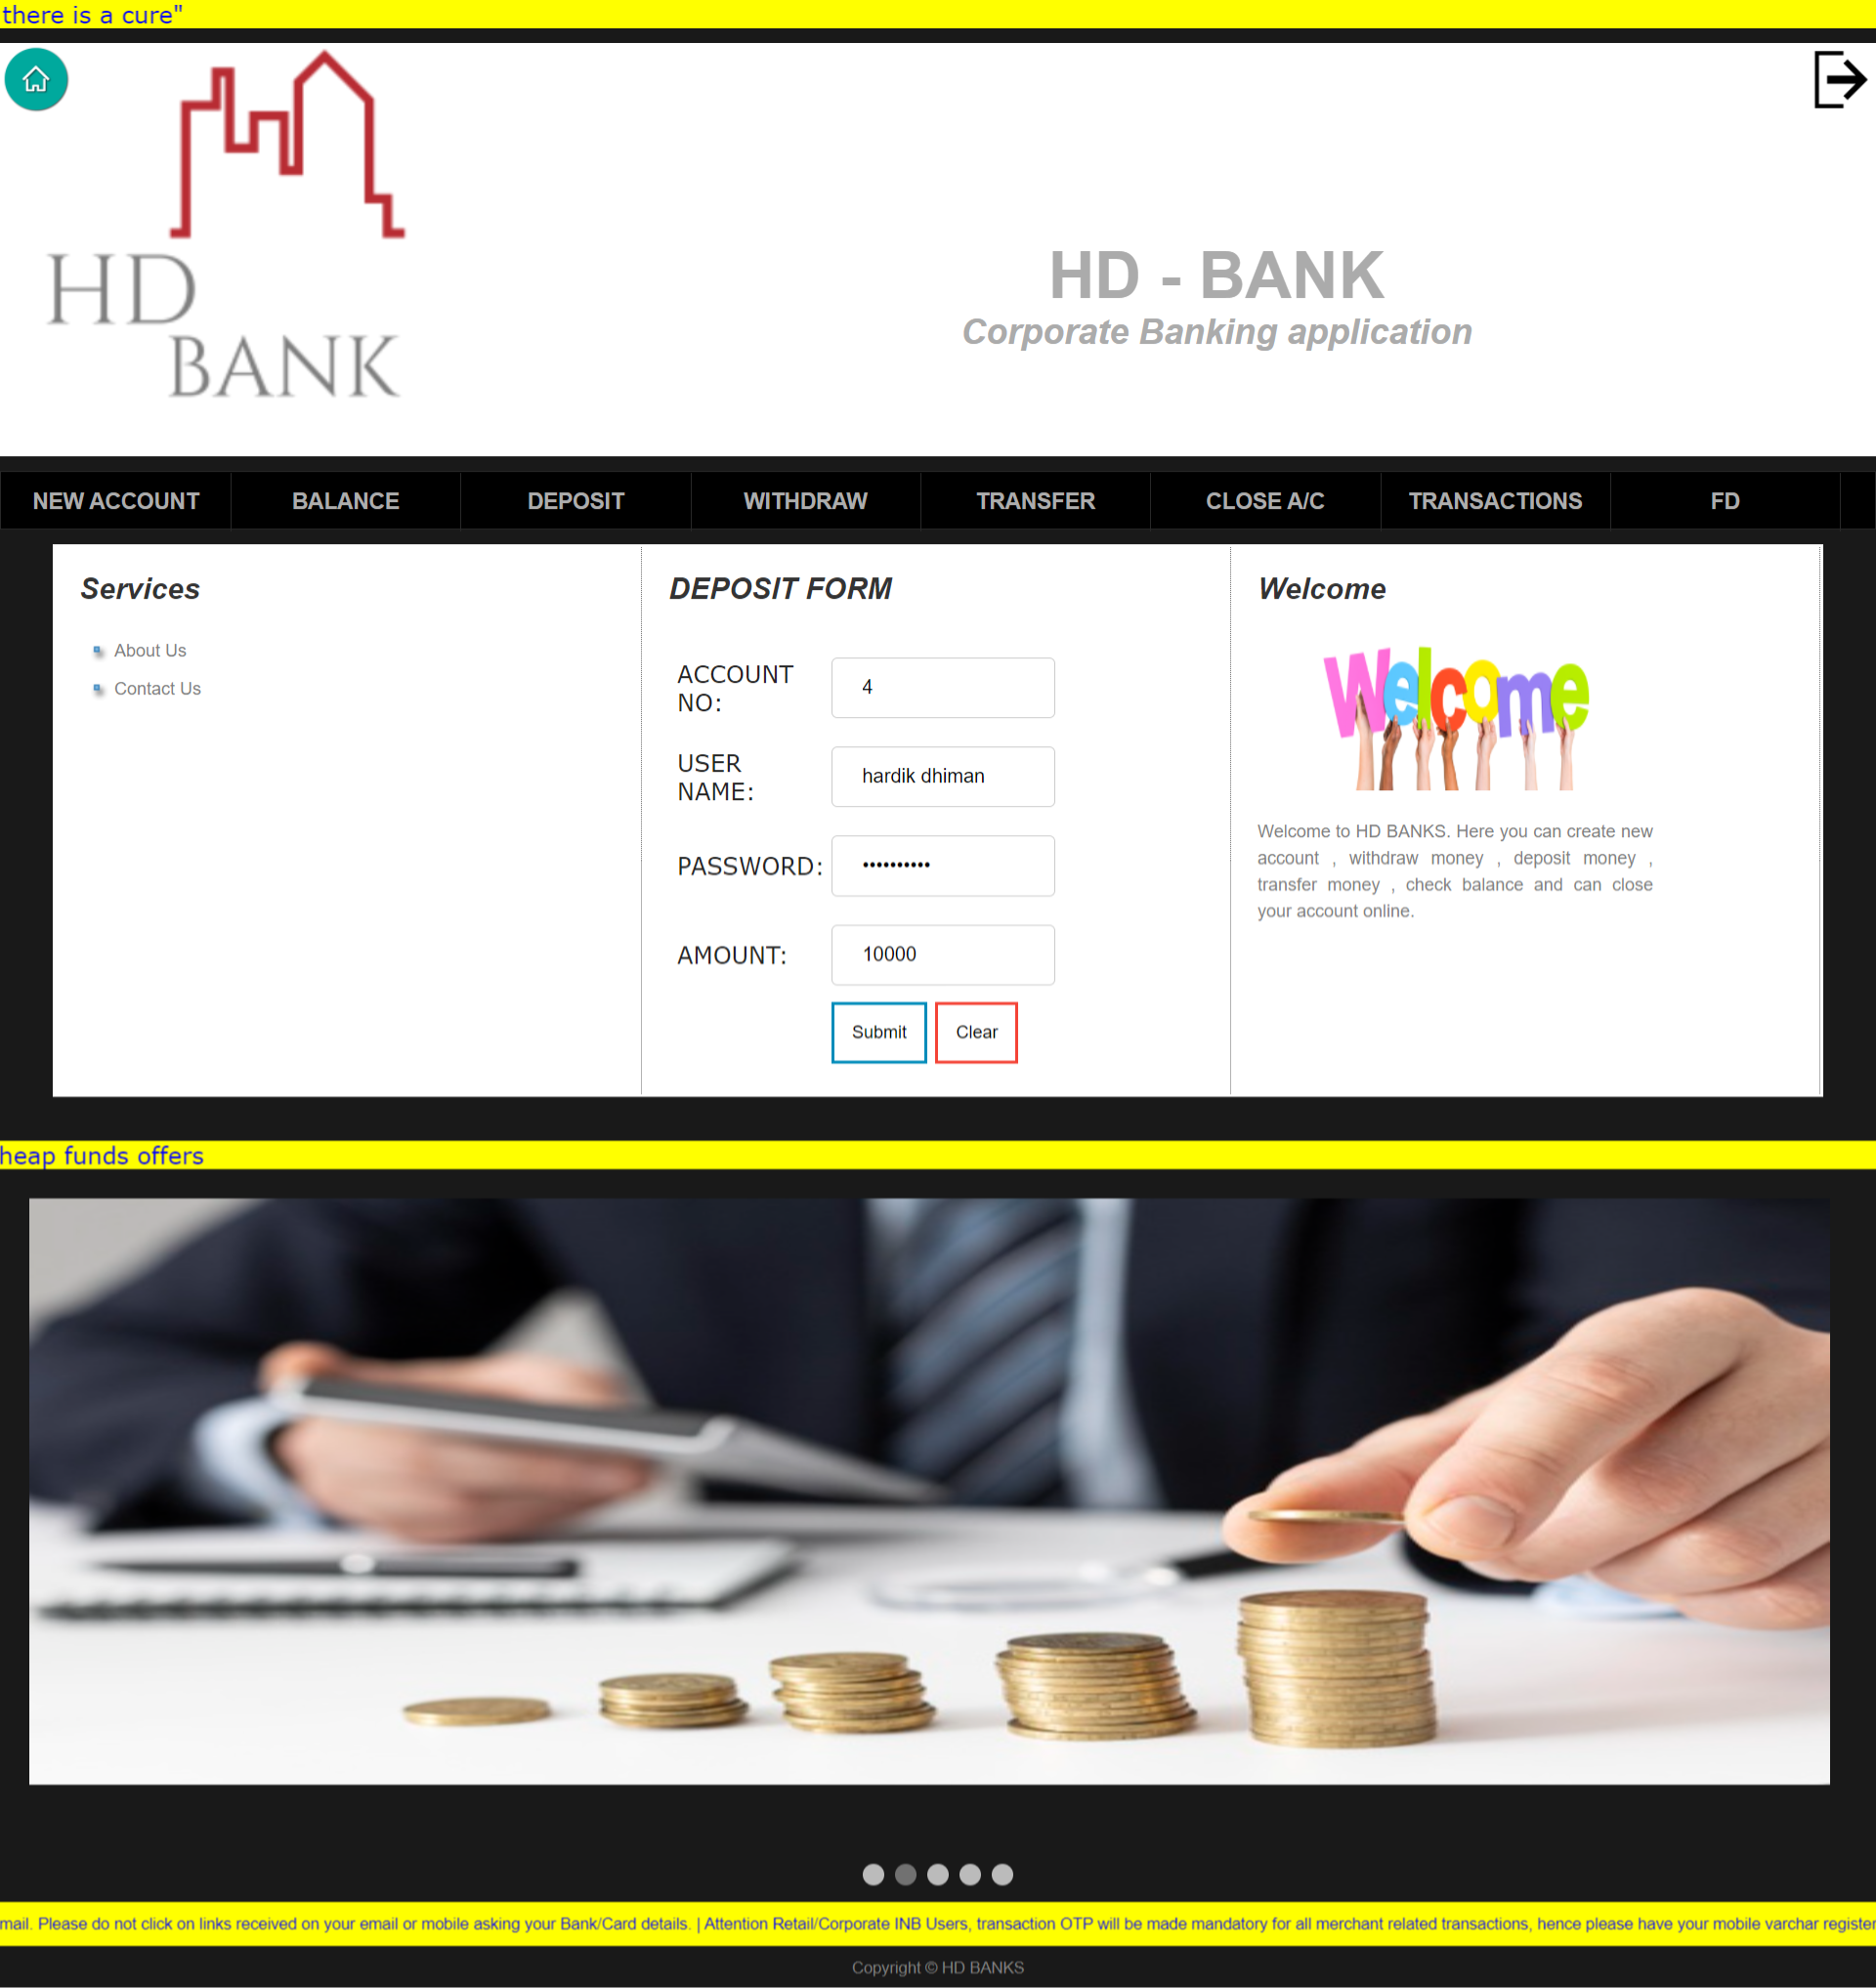 there is a cure"
HD
BANK
HD - BANK
Corporate Banking application
NEW ACCOUNT BALANCE DEPOSIT WITHDRAW TRANSFER CLOSE A/C TRANSACTIONS FD
Services
About Us
Contact Us
DEPOSIT FORM
ACCOUNT
NO: 4
USER
NAME: hardik dhiman
PASSWORD: ••••••••••
AMOUNT: 10000
Submit Clear
Welcome
Welcome
Welcome to HD BANKS. Here you can create new
account , withdraw money , deposit money ,
transfer money , check balance and can close
your account online.
heap funds offers
mail. Please do not click on links received on your email or mobile asking your Bank/Card details. | Attention Retail/Corporate INB Users, transaction OTP will be made mandatory for all merchant related transactions, hence please have your mobile varchar register
Copyright © HD BANKS